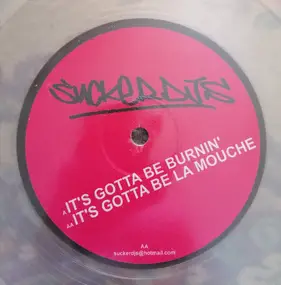 SUCKERDJS
A IT'S GOTTA BE BURNIN'
AA IT'S GOTTA BE LA MOUCHE
AA
suckerdjs@hotmail.com